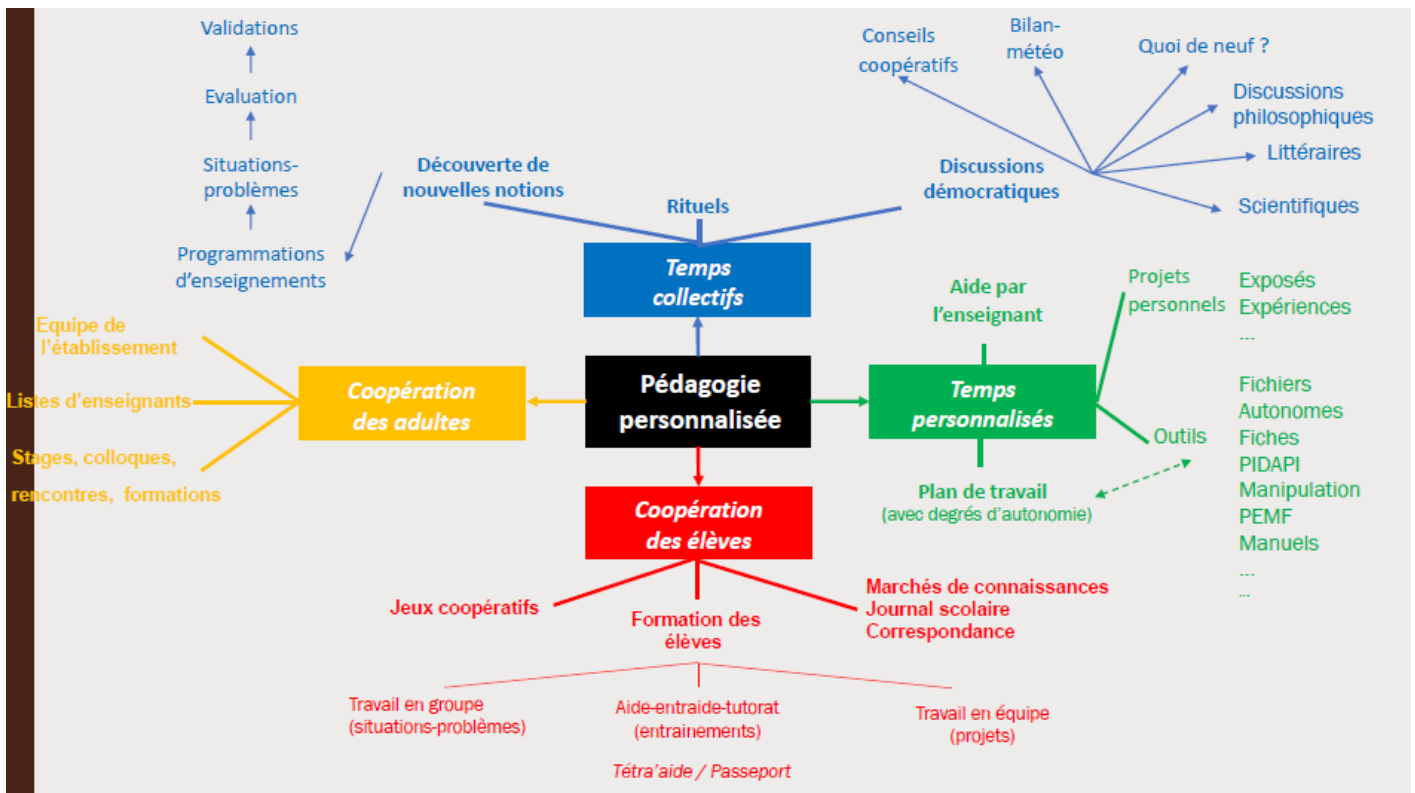 Validations
Evaluation
Situations-
problèmes
Programmations
d'enseignements
Découverte de
nouvelles notions
Rituels
Discussions
démocratiques
Conseils
coopératifs
Bilan-
météo
Quoi de neuf ?
Discussions
philosophiques
Littéraires
Scientifiques
Temps
collectifs
Equipe de
l'établissement
Listes d'enseignants
Stages, colloques,
rencontres, formations
Coopération
des adultes
Pédagogie
personnalisée
Temps
personnalisés
Aide par
l'enseignant
Projets
personnels
Exposés
Expériences
...
Outils
Fichiers
Autonomes
Fiches
PIDAPI
Manipulation
PEMF
Manuels
...
...
Plan de travail
(avec degrés d'autonomie)
Coopération
des élèves
Jeux coopératifs
Formation des
élèves
Marchés de connaissances
Journal scolaire
Correspondance
Travail en groupe
(situations-problèmes)
Aide-entraide-tutorat
(entrainements)
Tétra'aide / Passeport
Travail en équipe
(projets)